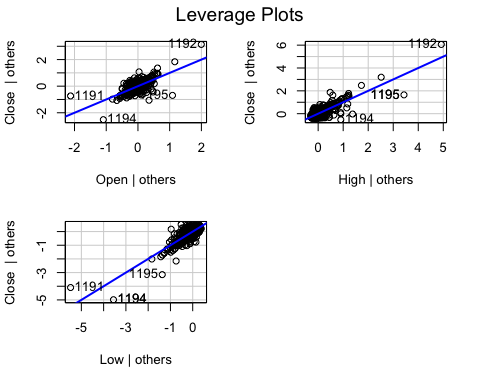 Leverage Plots
Close | others
2
0
-2
1192
1191
1195
1194
-2 -1 0 1 2
Open | others
Close | others
6
4
2
0
1192
1195
1194
0 1 2 3 4 5
High | others
Close | others
-1
-3
-5
1195
1191
1194
-5 -3 -1 0
Low | others